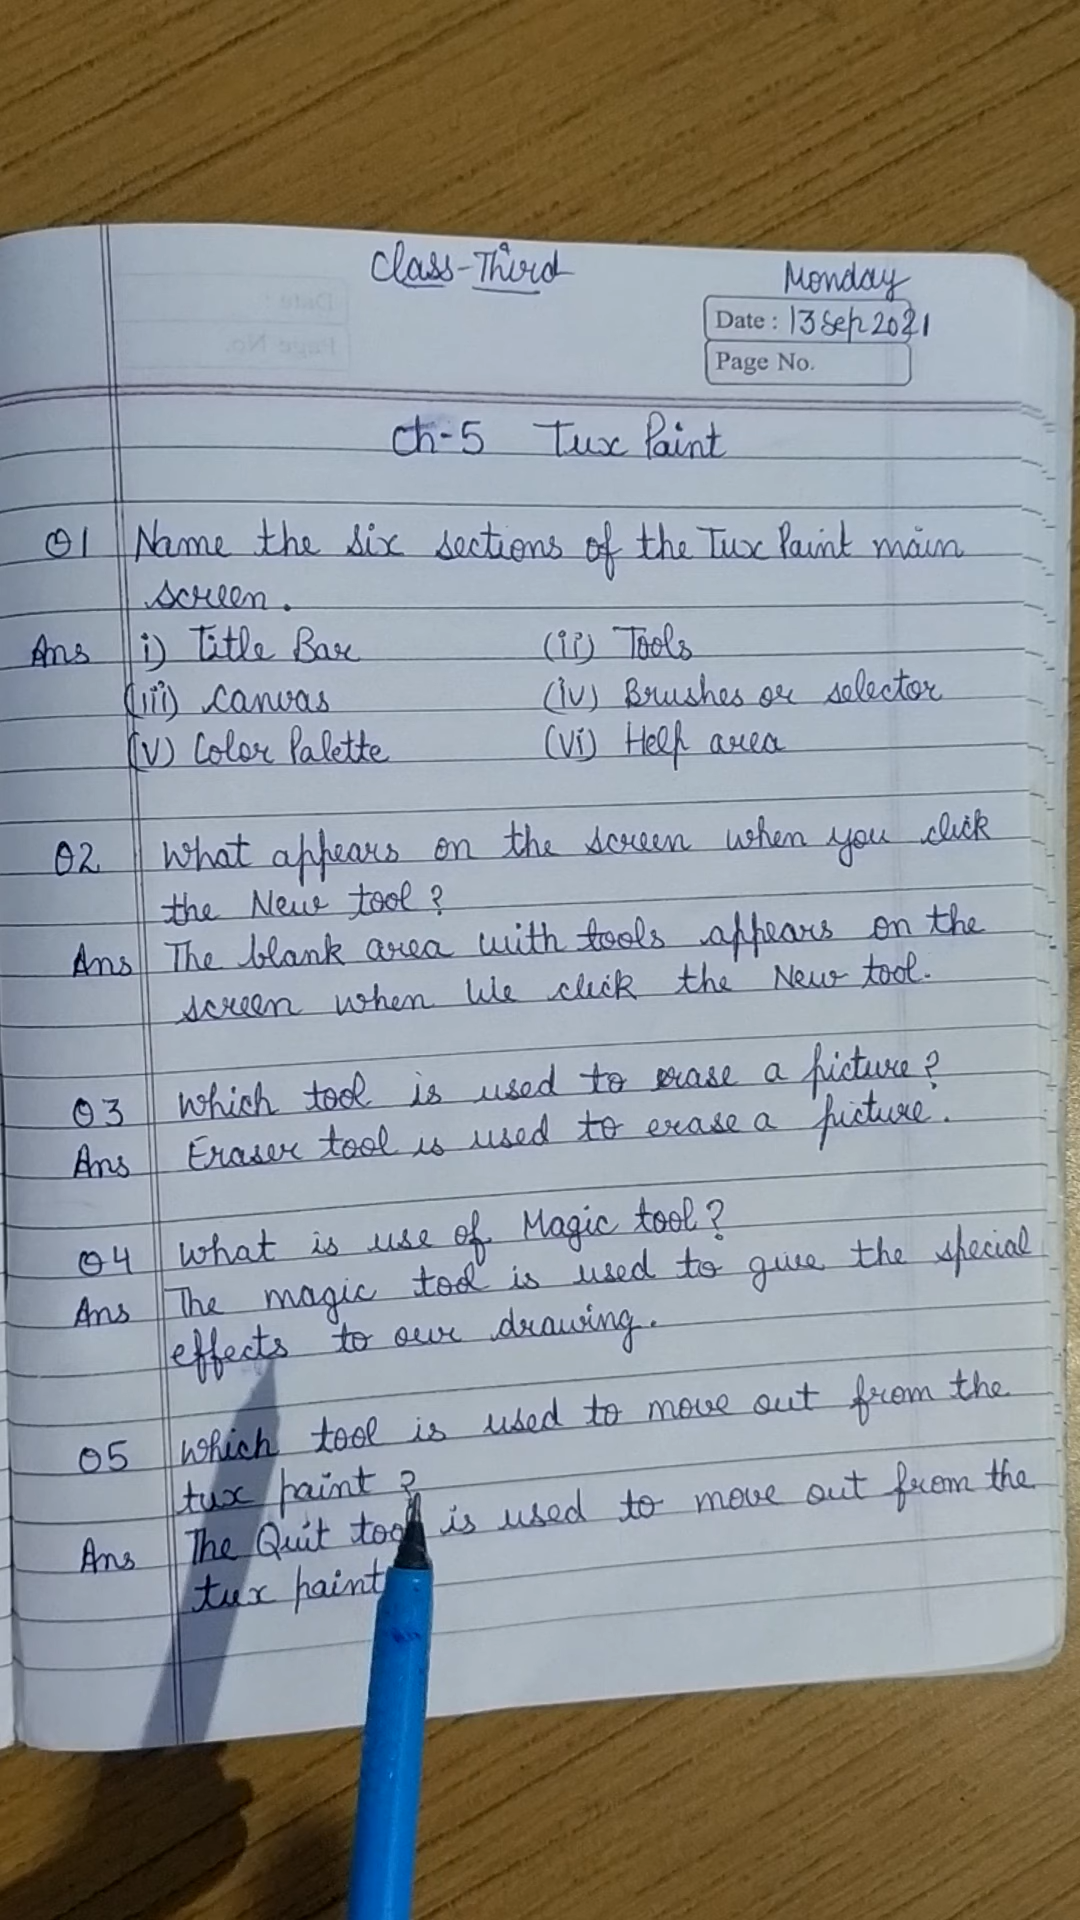 Class-Third
Monday
Date : 13 Sep 2021
Page No.
Ch-5 Tux Paint
Q1 Name the six sections of the Tux Paint main
screen.
Ans i) Title Bar (ii) Tools
(iii) Canvas (iv) Brushes or selector
(v) Color Palette (vi) Help area
Q2 What appears on the screen when you click
the New tool?
Ans The blank area with tools appears on the
screen when We click the New tool.
Q3 Which tool is used to erase a picture?
Ans Eraser tool is used to erase a picture.
Q4 What is use of Magic tool?
Ans The magic tool is used to give the special
effects to our drawing.
Q5 Which tool is used to move out from the
tux paint ?
Ans The Quit tool is used to move out from the
tux paint